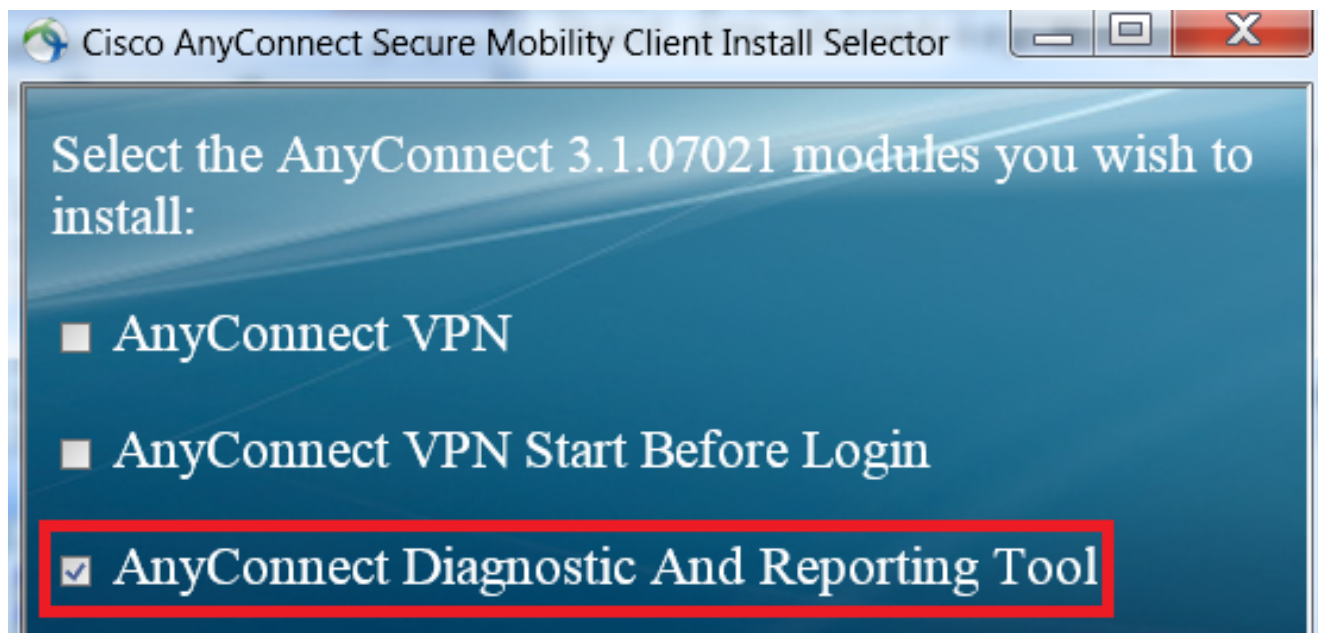 Cisco AnyConnect Secure Mobility Client Install Selector
Select the AnyConnect 3.1.07021 modules you wish to
install:
AnyConnect VPN
AnyConnect VPN Start Before Login
AnyConnect Diagnostic And Reporting Tool